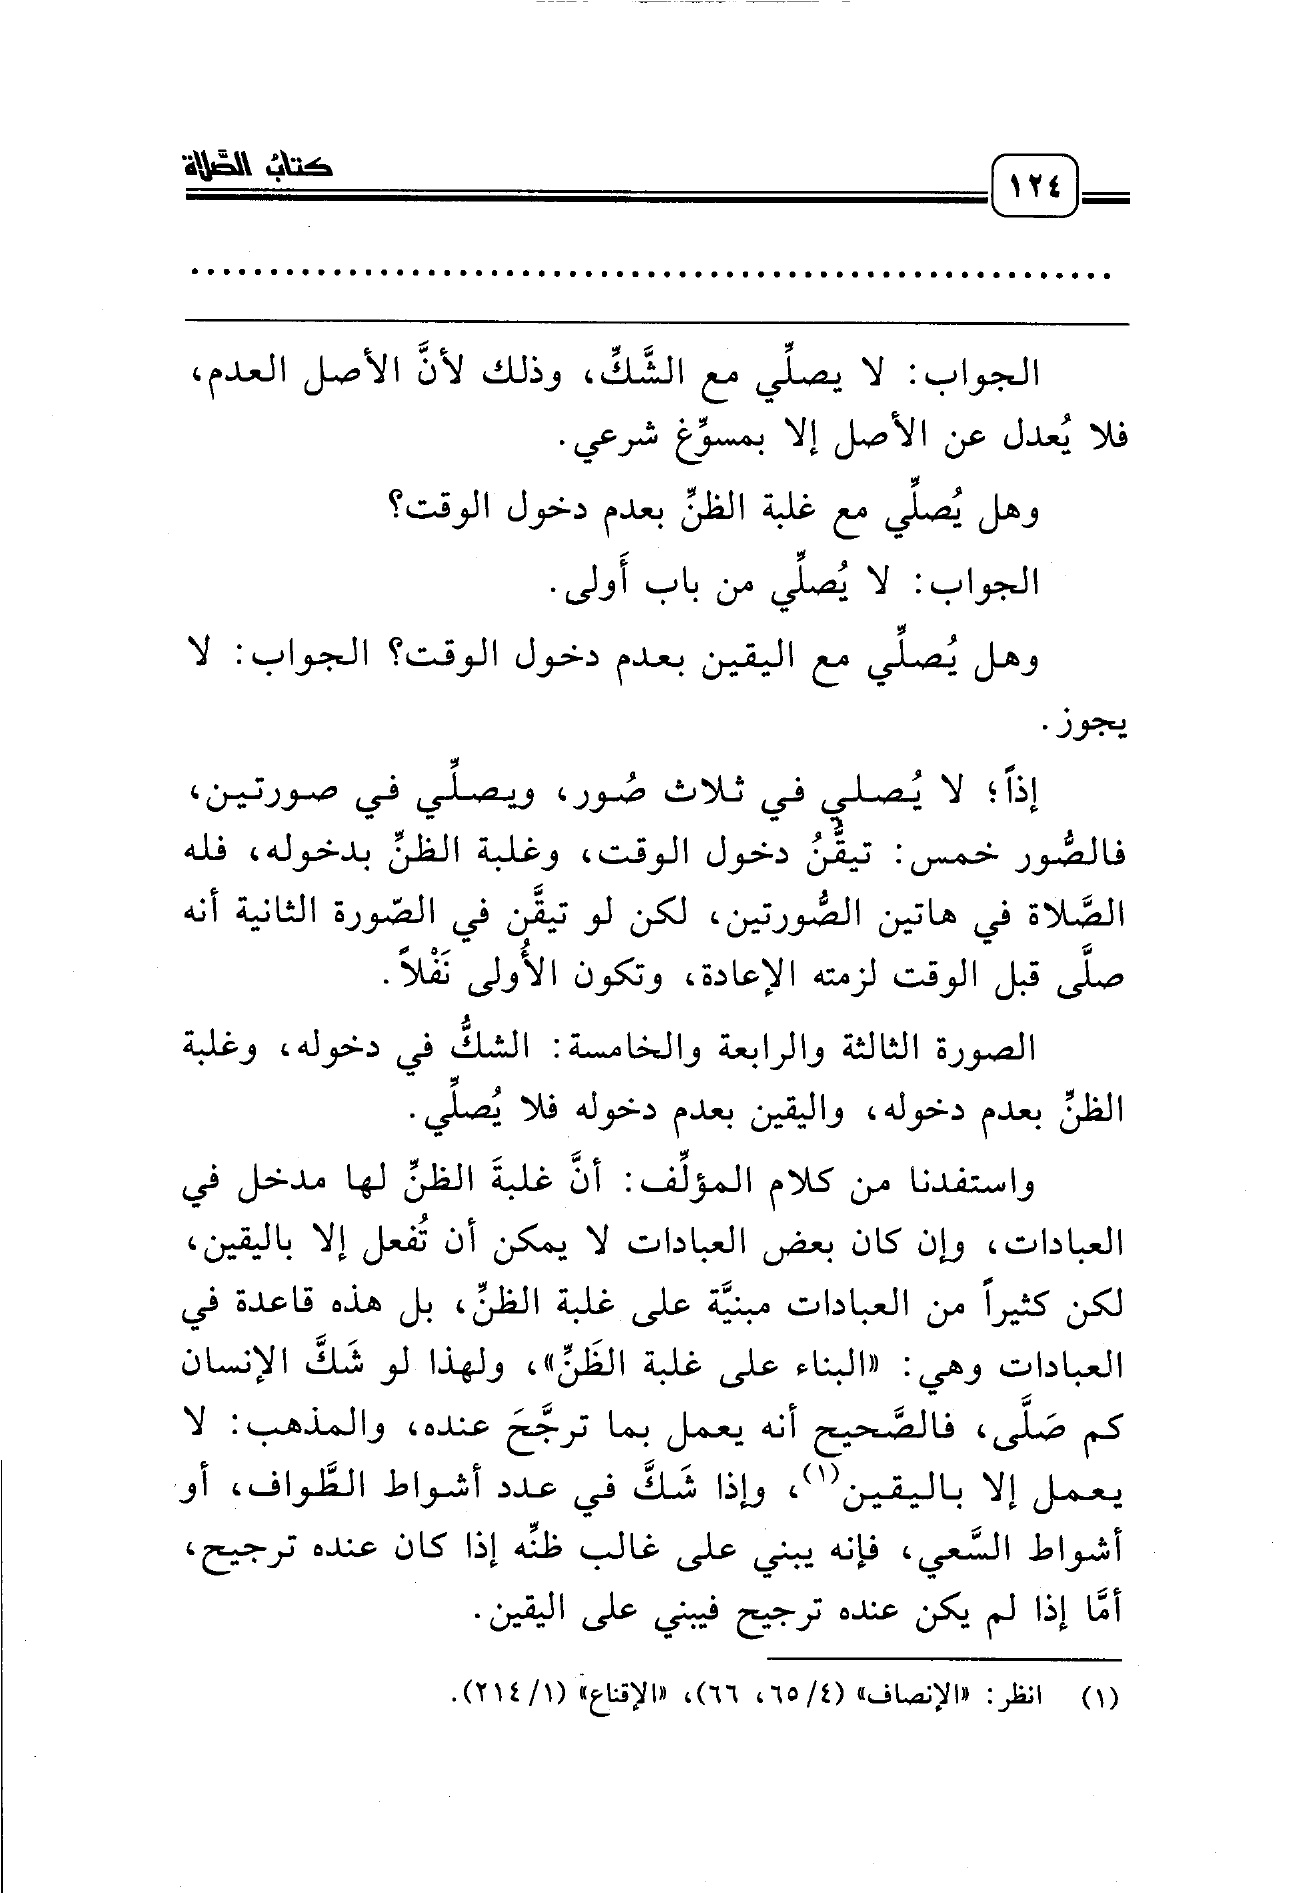 كتاب الصَّلاة
١٢٤
الجواب: لا يصلِّي مع الشَّكِّ، وذلك لأنَّ الأصل العدم،
فلا يُعدل عن الأصل إلا بمسوِّغ شرعي.
وهل يُصلِّي مع غلبة الظنِّ بعدم دخول الوقت؟
الجواب: لا يُصلِّي من باب أَولى.
وهل يُصلِّي مع اليقين بعدم دخول الوقت؟ الجواب: لا
يجوز.
إذاً؛ لا يُصلي في ثلاث صُور، ويصلِّي في صورتين،
فالصُّور خمس: تيقُّنُ دخول الوقت، وغلبة الظنِّ بدخوله، فله
الصَّلاة في هاتين الصُّورتين، لكن لو تيقَّن في الصّورة الثانية أنه
صلَّى قبل الوقت لزمته الإعادة، وتكون الأُولى نَفْلاً.
الصورة الثالثة والرابعة والخامسة: الشكُّ في دخوله، وغلبة
الظنِّ بعدم دخوله، واليقين بعدم دخوله فلا يُصلِّي.
واستفدنا من كلام المؤلِّف: أنَّ غلبةَ الظنِّ لها مدخل في
العبادات، وإن كان بعض العبادات لا يمكن أن تُفعل إلا باليقين،
لكن كثيراً من العبادات مبنيَّة على غلبة الظنِّ، بل هذه قاعدة في
العبادات وهي: «البناء على غلبة الظَنِّ»، ولهذا لو شَكَّ الإنسان
كم صَلَّى، فالصَّحيح أنه يعمل بما ترجَّحَ عنده، والمذهب: لا
يعمل إلا باليقين(١)، وإذا شَكَّ في عدد أشواط الطَّواف، أو
أشواط السَّعي، فإنه يبني على غالب ظنِّه إذا كان عنده ترجيح،
أمَّا إذا لم يكن عنده ترجيح فيبني على اليقين.
(١) انظر: «الإنصاف» (٤/ ٦٥، ٦٦)، «الإقناع» (١/ ٢١٤).